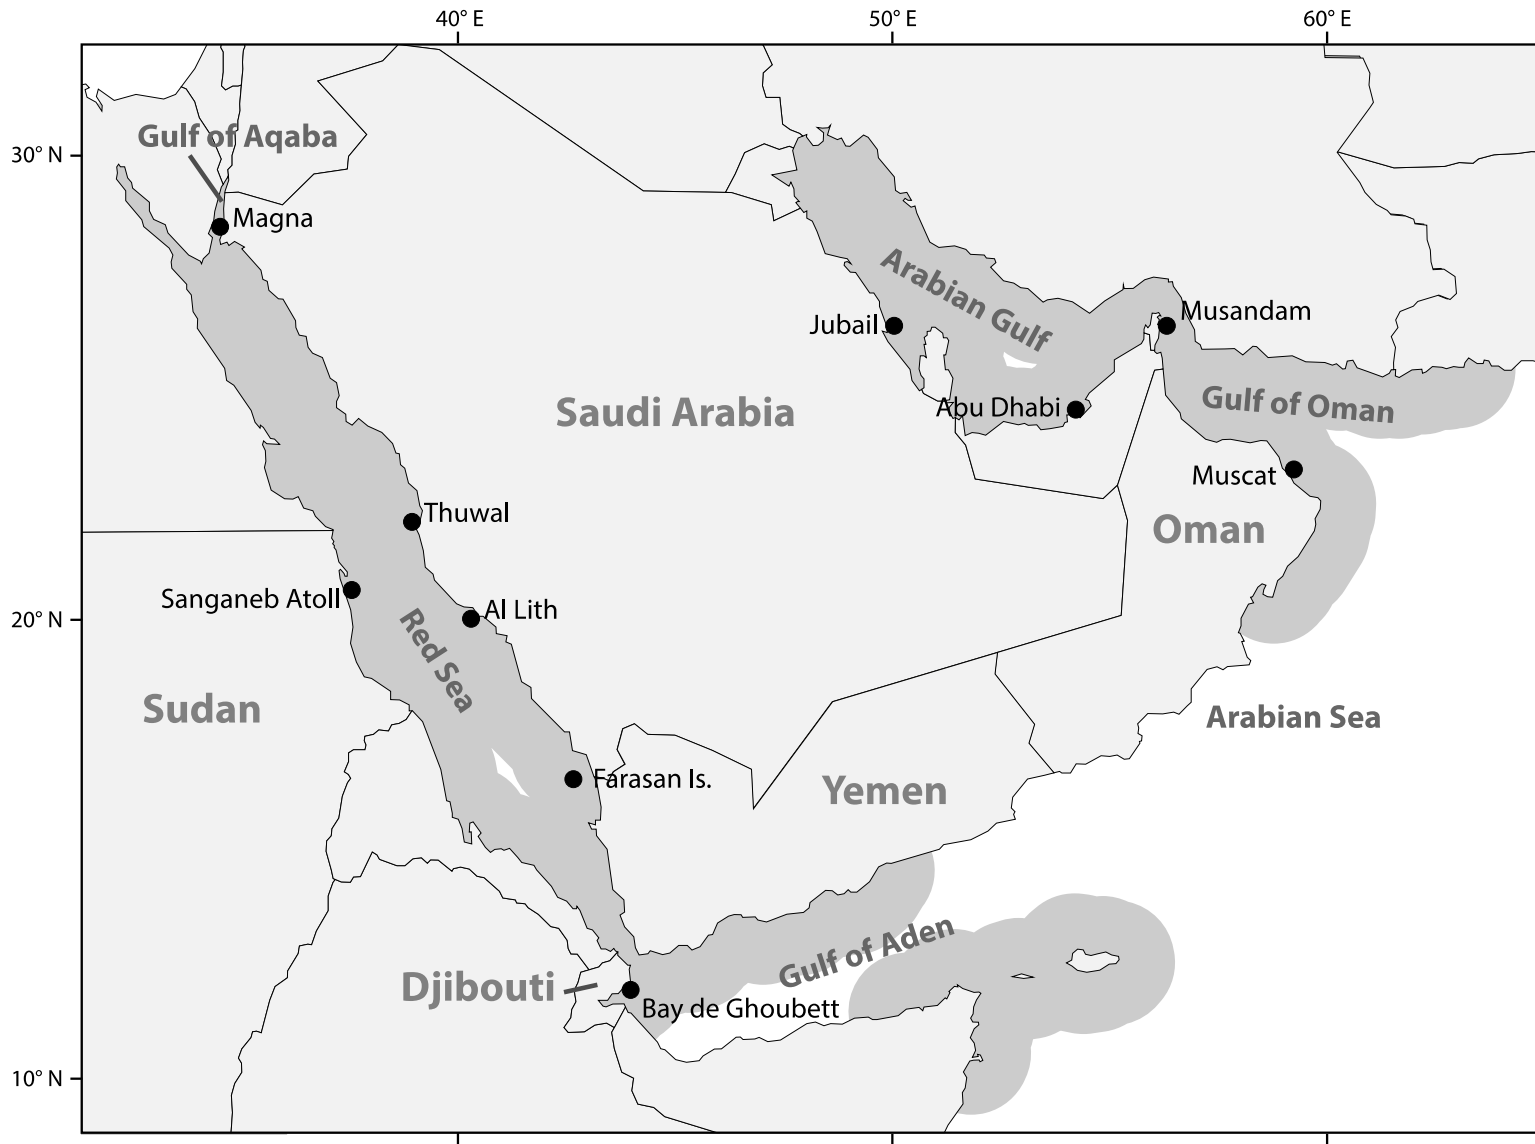 40° E
50° E
60° E
30° N
Gulf of Aqaba
Magna
Arabian Gulf
Musandam
Jubail
Saudi Arabia
Abu Dhabi
Gulf of Oman
Muscat
Thuwal
Oman
Sanganeb Atoll
Al Lith
20° N
Red Sea
Sudan
Arabian Sea
Farasan Is.
Yemen
Gulf of Aden
Djibouti
Bay de Ghoubett
10° N